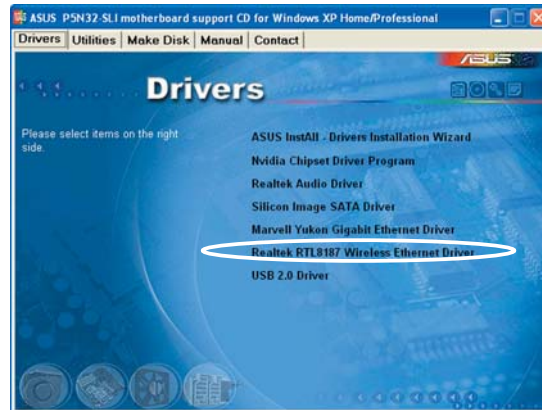 ASUS P5N32-SLI motherboard support CD for Windows XP Home/Professional
Drivers Utilities Make Disk Manual Contact
ASUS
Drivers
Please select items on the right
side.
ASUS InstAll - Drivers Installation Wizard
Nvidia Chipset Driver Program
Realtek Audio Driver
Silicon Image SATA Driver
Marvell Yukon Gigabit Ethernet Driver
Realtek RTL8187 Wireless Ethernet Driver
USB 2.0 Driver